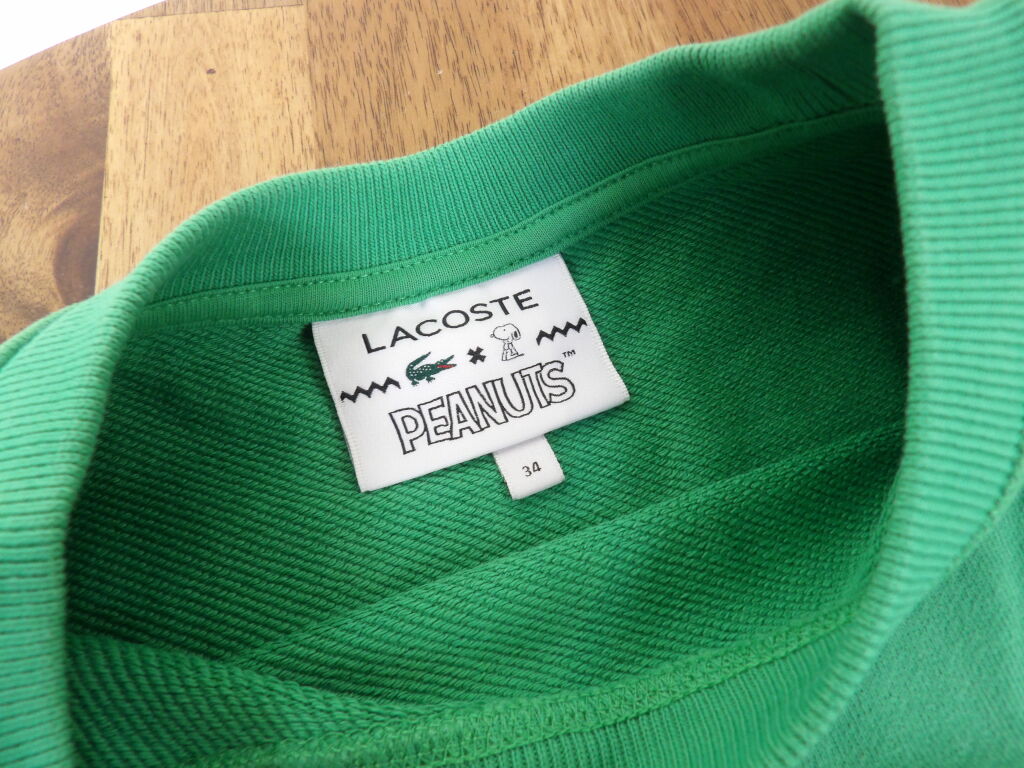 LACOSTE
×
PEANUTS™
34